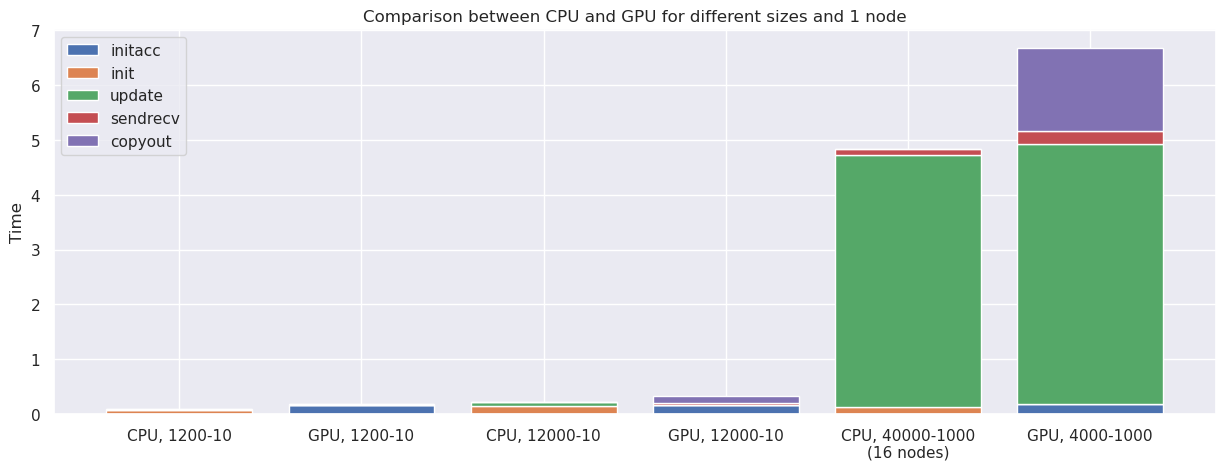 Comparison between CPU and GPU for different sizes and 1 node
initacc
init
update
sendrecv
copyout
Time
7
6
5
4
3
2
1
0
CPU, 1200-10
GPU, 1200-10
CPU, 12000-10
GPU, 12000-10
CPU, 40000-1000
(16 nodes)
GPU, 4000-1000